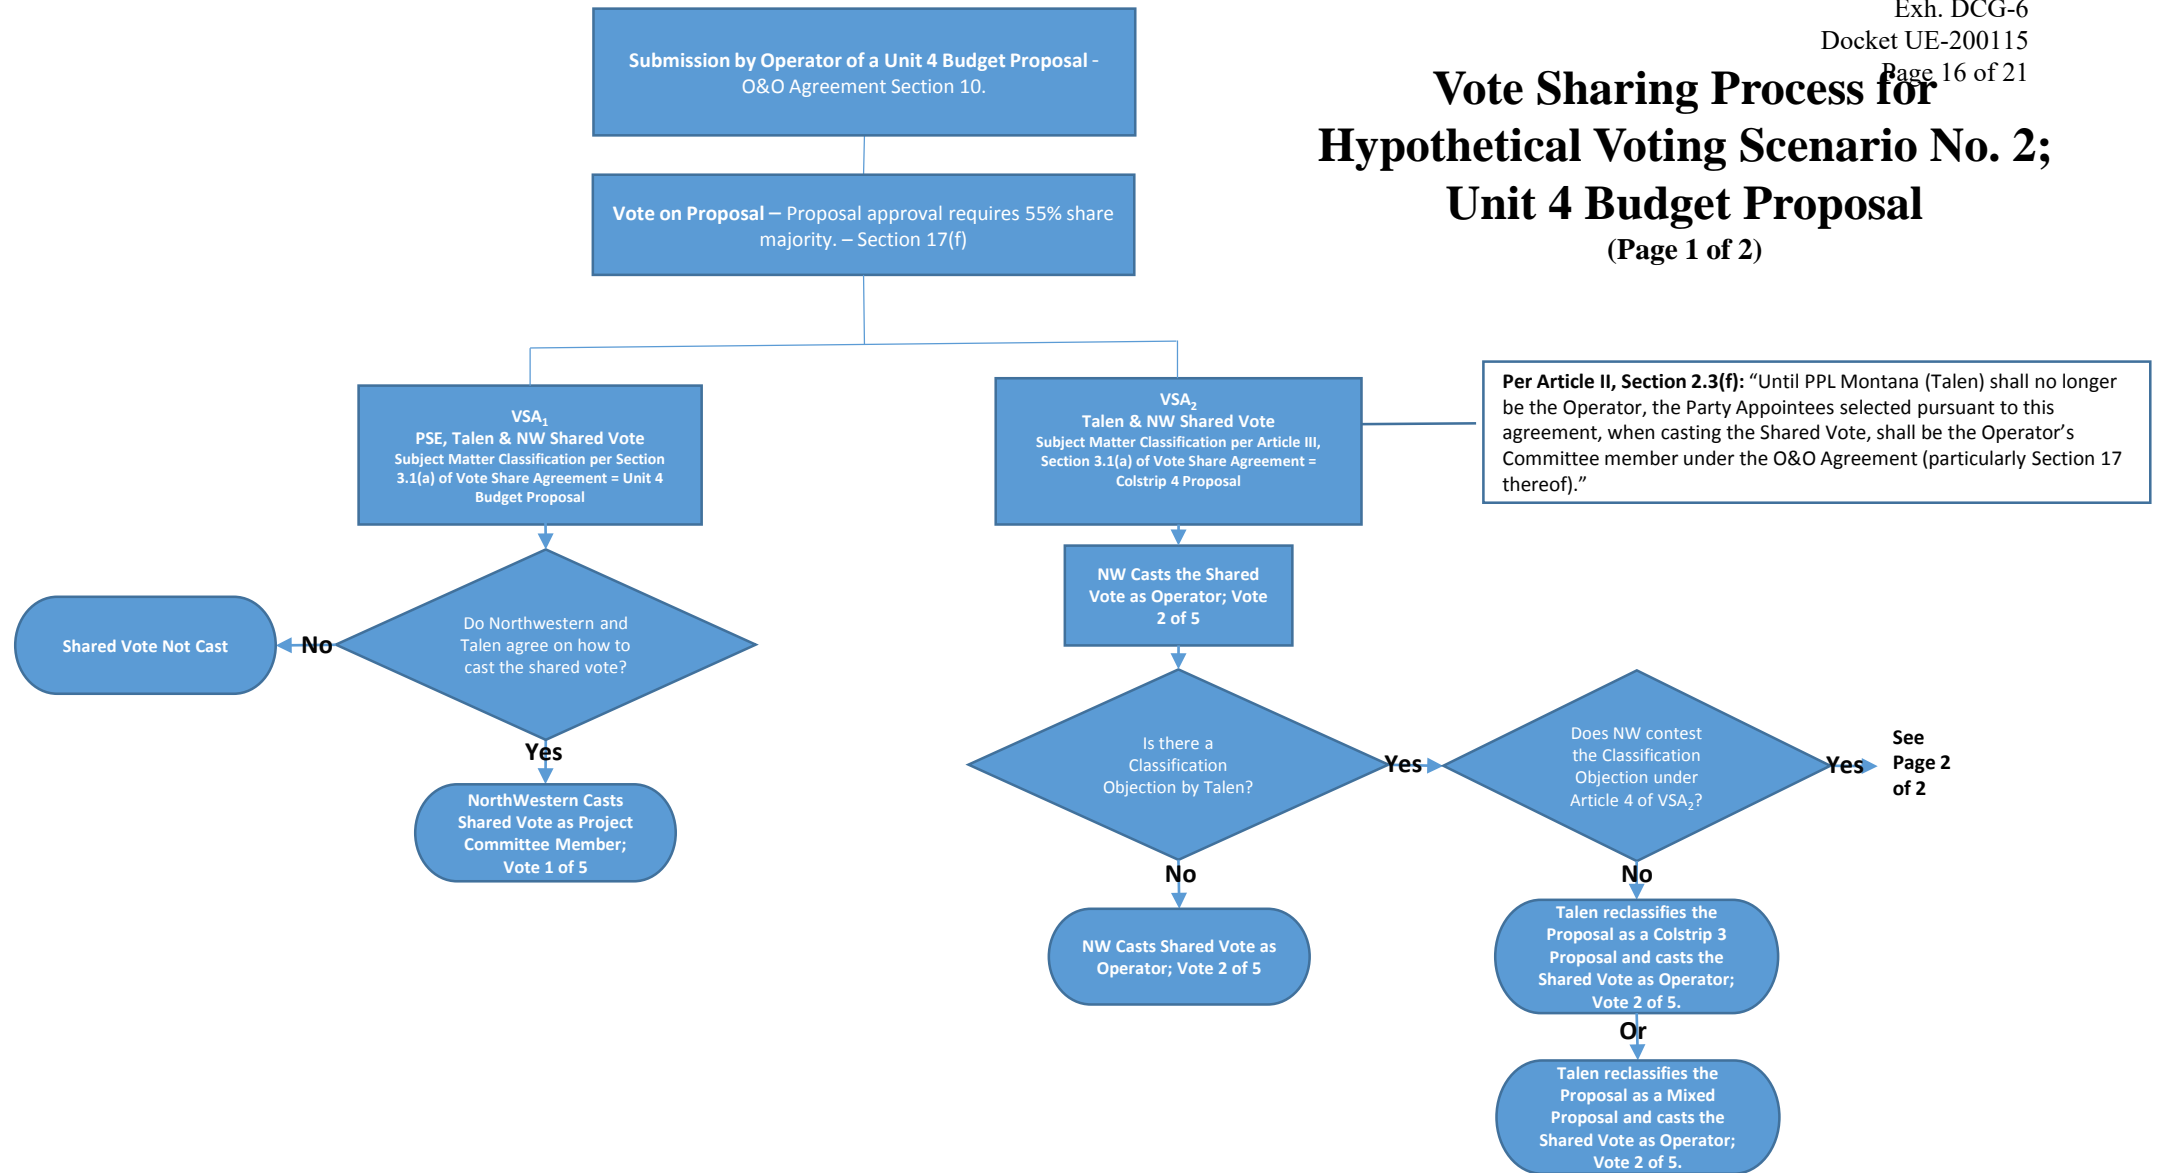 Exh. DCG-6
Docket UE-200115
Page 16 of 21
Vote Sharing Process for
Hypothetical Voting Scenario No. 2;
Unit 4 Budget Proposal
(Page 1 of 2)
Submission by Operator of a Unit 4 Budget Proposal -
O&O Agreement Section 10.
Vote on Proposal – Proposal approval requires 55% share
majority. – Section 17(f)
VSA1
PSE, Talen & NW Shared Vote
Subject Matter Classification per Section
3.1(a) of Vote Share Agreement = Unit 4
Budget Proposal
VSA2
Talen & NW Shared Vote
Subject Matter Classification per Article III,
Section 3.1(a) of Vote Share Agreement =
Colstrip 4 Proposal
Per Article II, Section 2.3(f): “Until PPL Montana (Talen) shall no longer
be the Operator, the Party Appointees selected pursuant to this
agreement, when casting the Shared Vote, shall be the Operator’s
Committee member under the O&O Agreement (particularly Section 17
thereof).”
NW Casts the Shared
Vote as Operator; Vote
2 of 5
Do Northwestern and
Talen agree on how to
cast the shared vote?
No
Shared Vote Not Cast
Yes
NorthWestern Casts
Shared Vote as Project
Committee Member;
Vote 1 of 5
Is there a
Classification
Objection by Talen?
Yes
No
NW Casts Shared Vote as
Operator; Vote 2 of 5
Does NW contest
the Classification
Objection under
Article 4 of VSA2?
Yes
See
Page 2
of 2
No
Talen reclassifies the
Proposal as a Colstrip 3
Proposal and casts the
Shared Vote as Operator;
Vote 2 of 5.
Or
Talen reclassifies the
Proposal as a Mixed
Proposal and casts the
Shared Vote as Operator;
Vote 2 of 5.